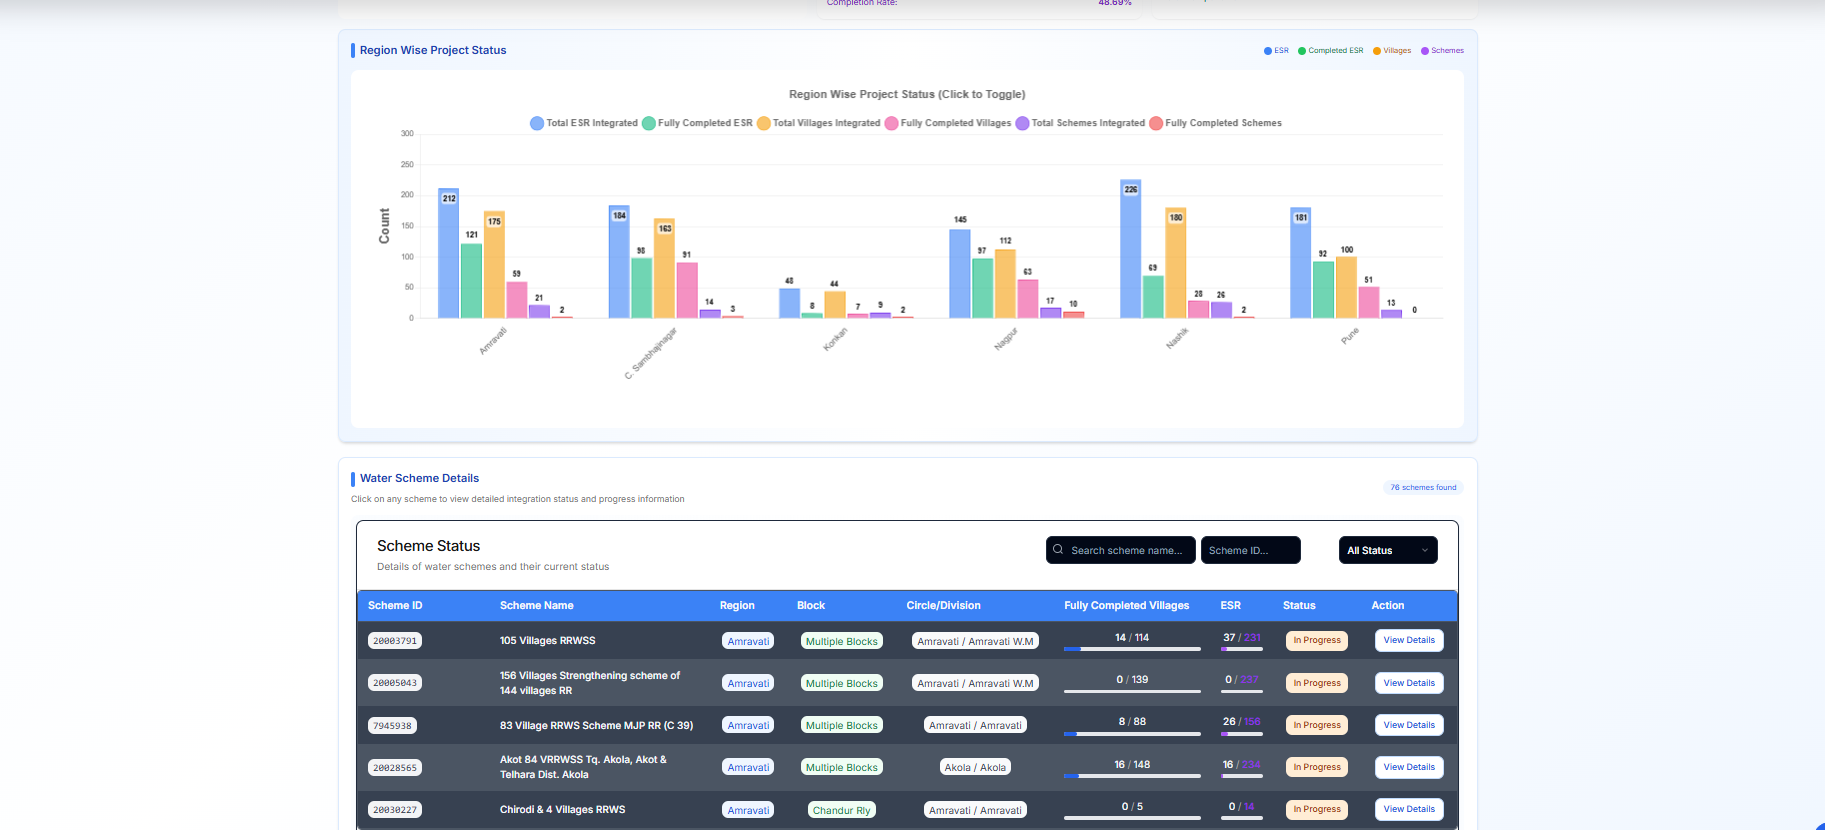 Completion Rate: 48.69%
Region Wise Project Status
ESR Completed ESR Villages Schemes
Region Wise Project Status (Click to Toggle)
Total ESR Integrated Fully Completed ESR Total Villages Integrated Fully Completed Villages Total Schemes Integrated Fully Completed Schemes
Count
300
250
200
150
100
50
0
212 121 175 59 21 2
184 98 163 91 14 3
48 8 44 7 9 2
145 97 112 63 17 10
226 69 180 28 26 2
181 92 100 51 13 0
Amravati C. Sambhajinagar Konkan Nagpur Nashik Pune
Water Scheme Details
Click on any scheme to view detailed integration status and progress information
76 schemes found
Scheme Status
Details of water schemes and their current status
Search scheme name... Scheme ID... All Status
Scheme ID Scheme Name Region Block Circle/Division Fully Completed Villages ESR Status Action
20003791 105 Villages RRWSS Amravati Multiple Blocks Amravati / Amravati W.M 14 / 114 37 / 231 In Progress View Details
20005043 156 Villages Strengthening scheme of
144 villages RR Amravati Multiple Blocks Amravati / Amravati W.M 0 / 139 0 / 237 In Progress View Details
7945938 83 Village RRWS Scheme MJP RR (C 39) Amravati Multiple Blocks Amravati / Amravati 8 / 88 26 / 156 In Progress View Details
20028565 Akot 84 VRRWSS Tq. Akola, Akot &
Telhara Dist. Akola Amravati Multiple Blocks Akola / Akola 16 / 148 16 / 234 In Progress View Details
20030227 Chirodi & 4 Villages RRWS Amravati Chandur Rly Amravati / Amravati 0 / 5 0 / 14 In Progress View Details